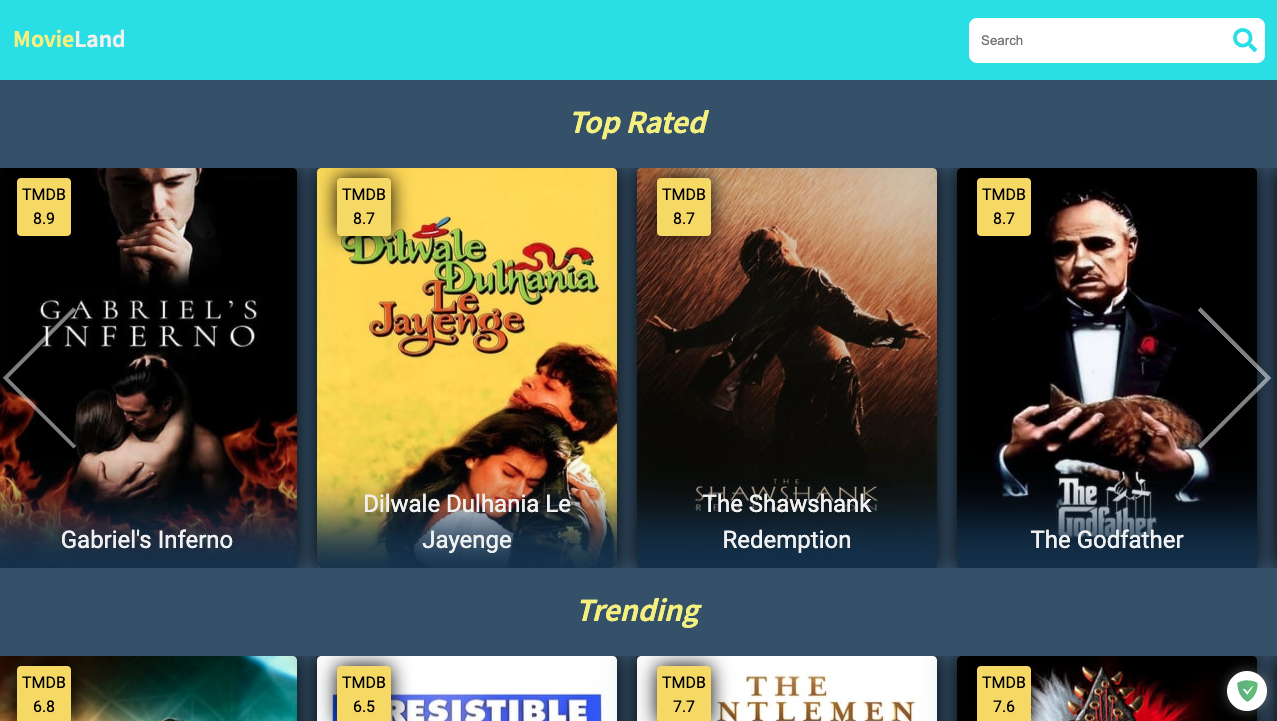 MovieLand
Search
Top Rated
TMDB
8.9
GABRIEL'S
INFERNO
Gabriel's Inferno
TMDB
8.7
Dilwale
Dulhania
Le
Jayenge
Dilwale Dulhania Le
Jayenge
TMDB
8.7
THE
SHAWSHANK
The Shawshank
Redemption
TMDB
8.7
The
Godfather
The Godfather
Trending
TMDB
6.8
TMDB
6.5
RESISTIBLE
TMDB
7.7
THE
NTLEMEN
TMDB
7.6